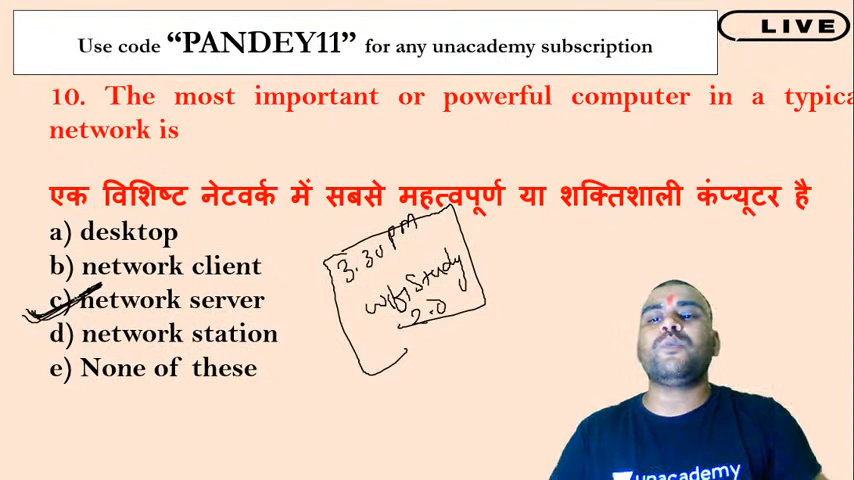 LIVE
Use code “PANDEY11” for any unacademy subscription
10. The most important or powerful computer in a typica
network is
एक विशिष्ट नेटवर्क में सबसे महत्वपूर्ण या शक्तिशाली कंप्यूटर है
a) desktop
b) network client
c) network server
d) network station
e) None of these
3.30 pm
wifi Study
2.0
unacademy